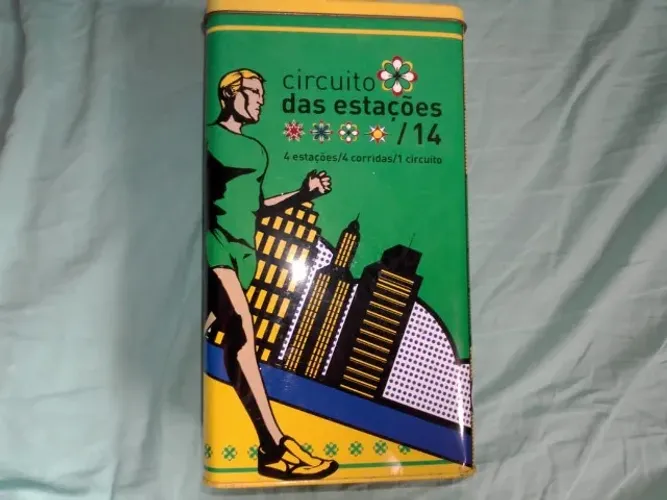 circuito
das estações
/14
4 estações/4 corridas/1 circuito